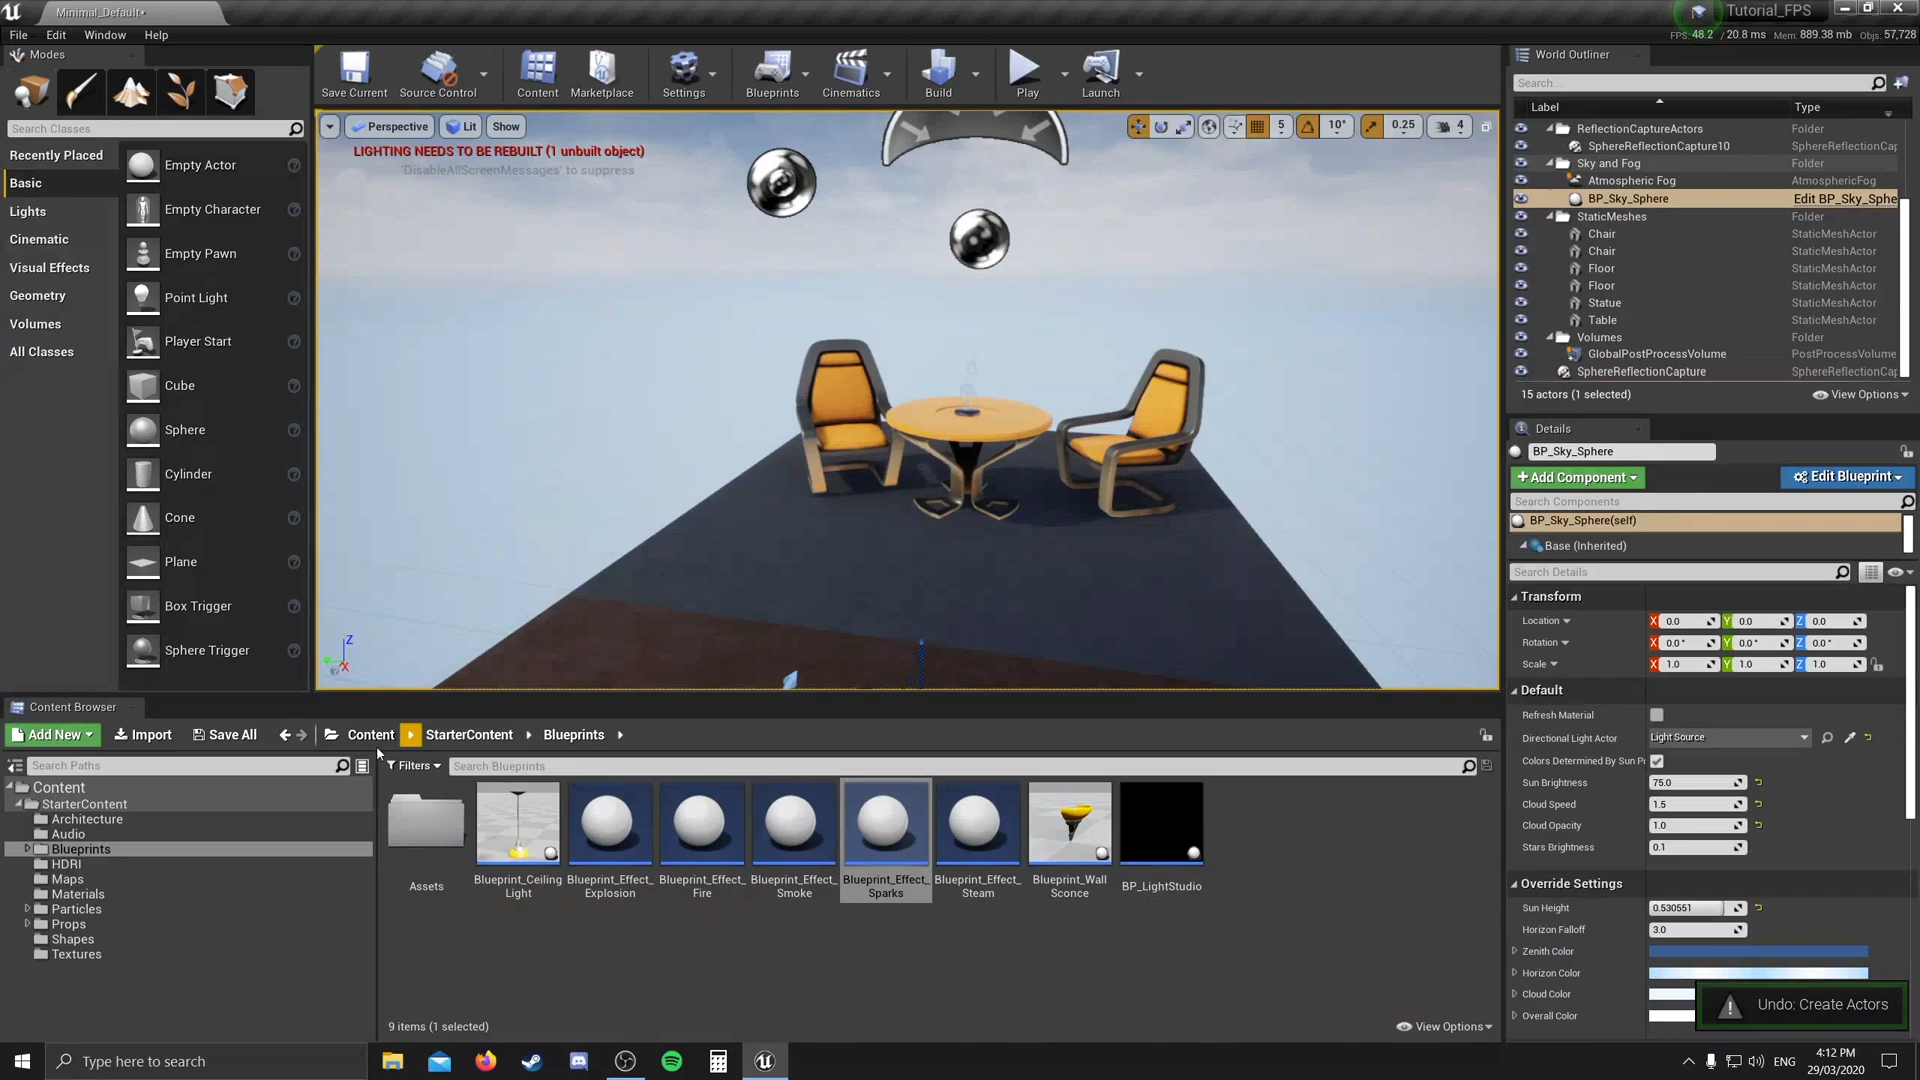 Minimal_Default*
Tutorial_FPS
File
Edit
Window
Help
FPS: 48.2 / 20.8 ms Mem: 889.38 mb Objs: 57,728
Modes
Search Classes
Recently Placed
Basic
Lights
Cinematic
Visual Effects
Geometry
Volumes
All Classes
Empty Actor
Empty Character
Empty Pawn
Point Light
Player Start
Cube
Sphere
Cylinder
Cone
Plane
Box Trigger
Sphere Trigger
Save Current
Source Control
Content
Marketplace
Settings
Blueprints
Cinematics
Build
Play
Launch
Perspective
Lit
Show
5
10°
0.25
4
LIGHTING NEEDS TO BE REBUILT (1 unbuilt object)
'DisableAllScreenMessages' to suppress
Z
X
World Outliner
Search...
Label
Type
ReflectionCaptureActors
Folder
SphereReflectionCapture10
SphereReflectionCap
Sky and Fog
Folder
Atmospheric Fog
AtmosphericFog
BP_Sky_Sphere
Edit BP_Sky_Sphe
StaticMeshes
Folder
Chair
StaticMeshActor
Chair
StaticMeshActor
Floor
StaticMeshActor
Floor
StaticMeshActor
Statue
StaticMeshActor
Table
StaticMeshActor
Volumes
Folder
GlobalPostProcessVolume
PostProcessVolume
SphereReflectionCapture
SphereReflectionCap
15 actors (1 selected)
View Options
Details
BP_Sky_Sphere
+Add Component
Edit Blueprint
Search Components
BP_Sky_Sphere(self)
Base (Inherited)
Search Details
Transform
Location
X 0.0
Y 0.0
Z 0.0
Rotation
X 0.0 °
Y 0.0 °
Z 0.0 °
Scale
X 1.0
Y 1.0
Z 1.0
Default
Refresh Material
Directional Light Actor
Light Source
Colors Determined By Sun Po
Sun Brightness
75.0
Cloud Speed
1.5
Cloud Opacity
1.0
Stars Brightness
0.1
Override Settings
Sun Height
0.530551
Horizon Falloff
3.0
Zenith Color
Horizon Color
Cloud Color
Overall Color
Undo: Create Actors
Content Browser
Add New
Import
Save All
Content
StarterContent
Blueprints
Search Paths
Filters
Search Blueprints
Content
StarterContent
Architecture
Audio
Blueprints
HDRI
Maps
Materials
Particles
Props
Shapes
Textures
Assets
Blueprint_Ceiling
Light
Blueprint_Effect_
Explosion
Blueprint_Effect_
Fire
Blueprint_Effect_
Smoke
Blueprint_Effect_
Sparks
Blueprint_Effect_
Steam
Blueprint_Wall
Sconce
BP_LightStudio
9 items (1 selected)
View Options
Type here to search
ENG
4:12 PM
29/03/2020